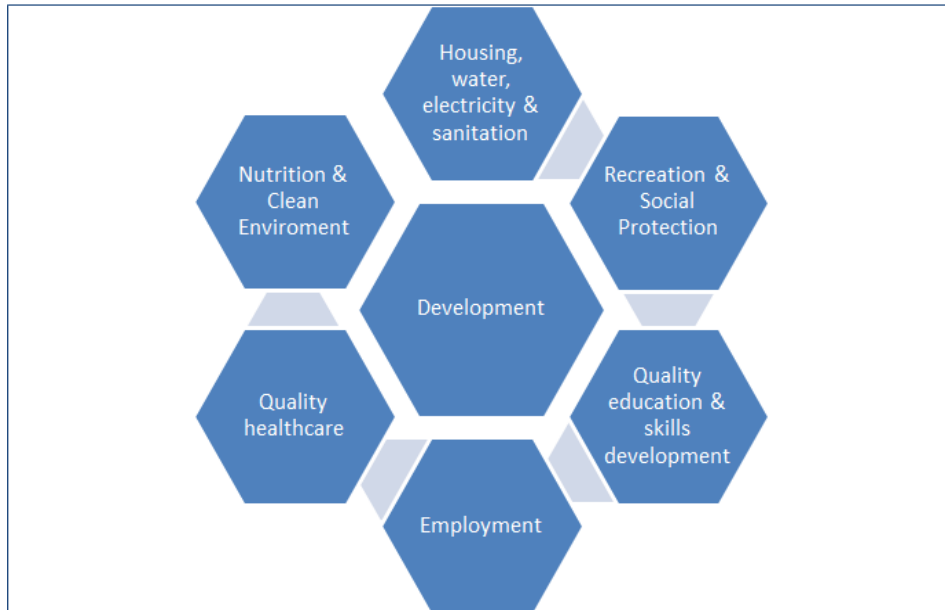 Housing,
water,
electricity &
sanitation
Nutrition &
Clean
Enviroment
Recreation &
Social
Protection
Development
Quality
healthcare
Quality
education &
skills
development
Employment